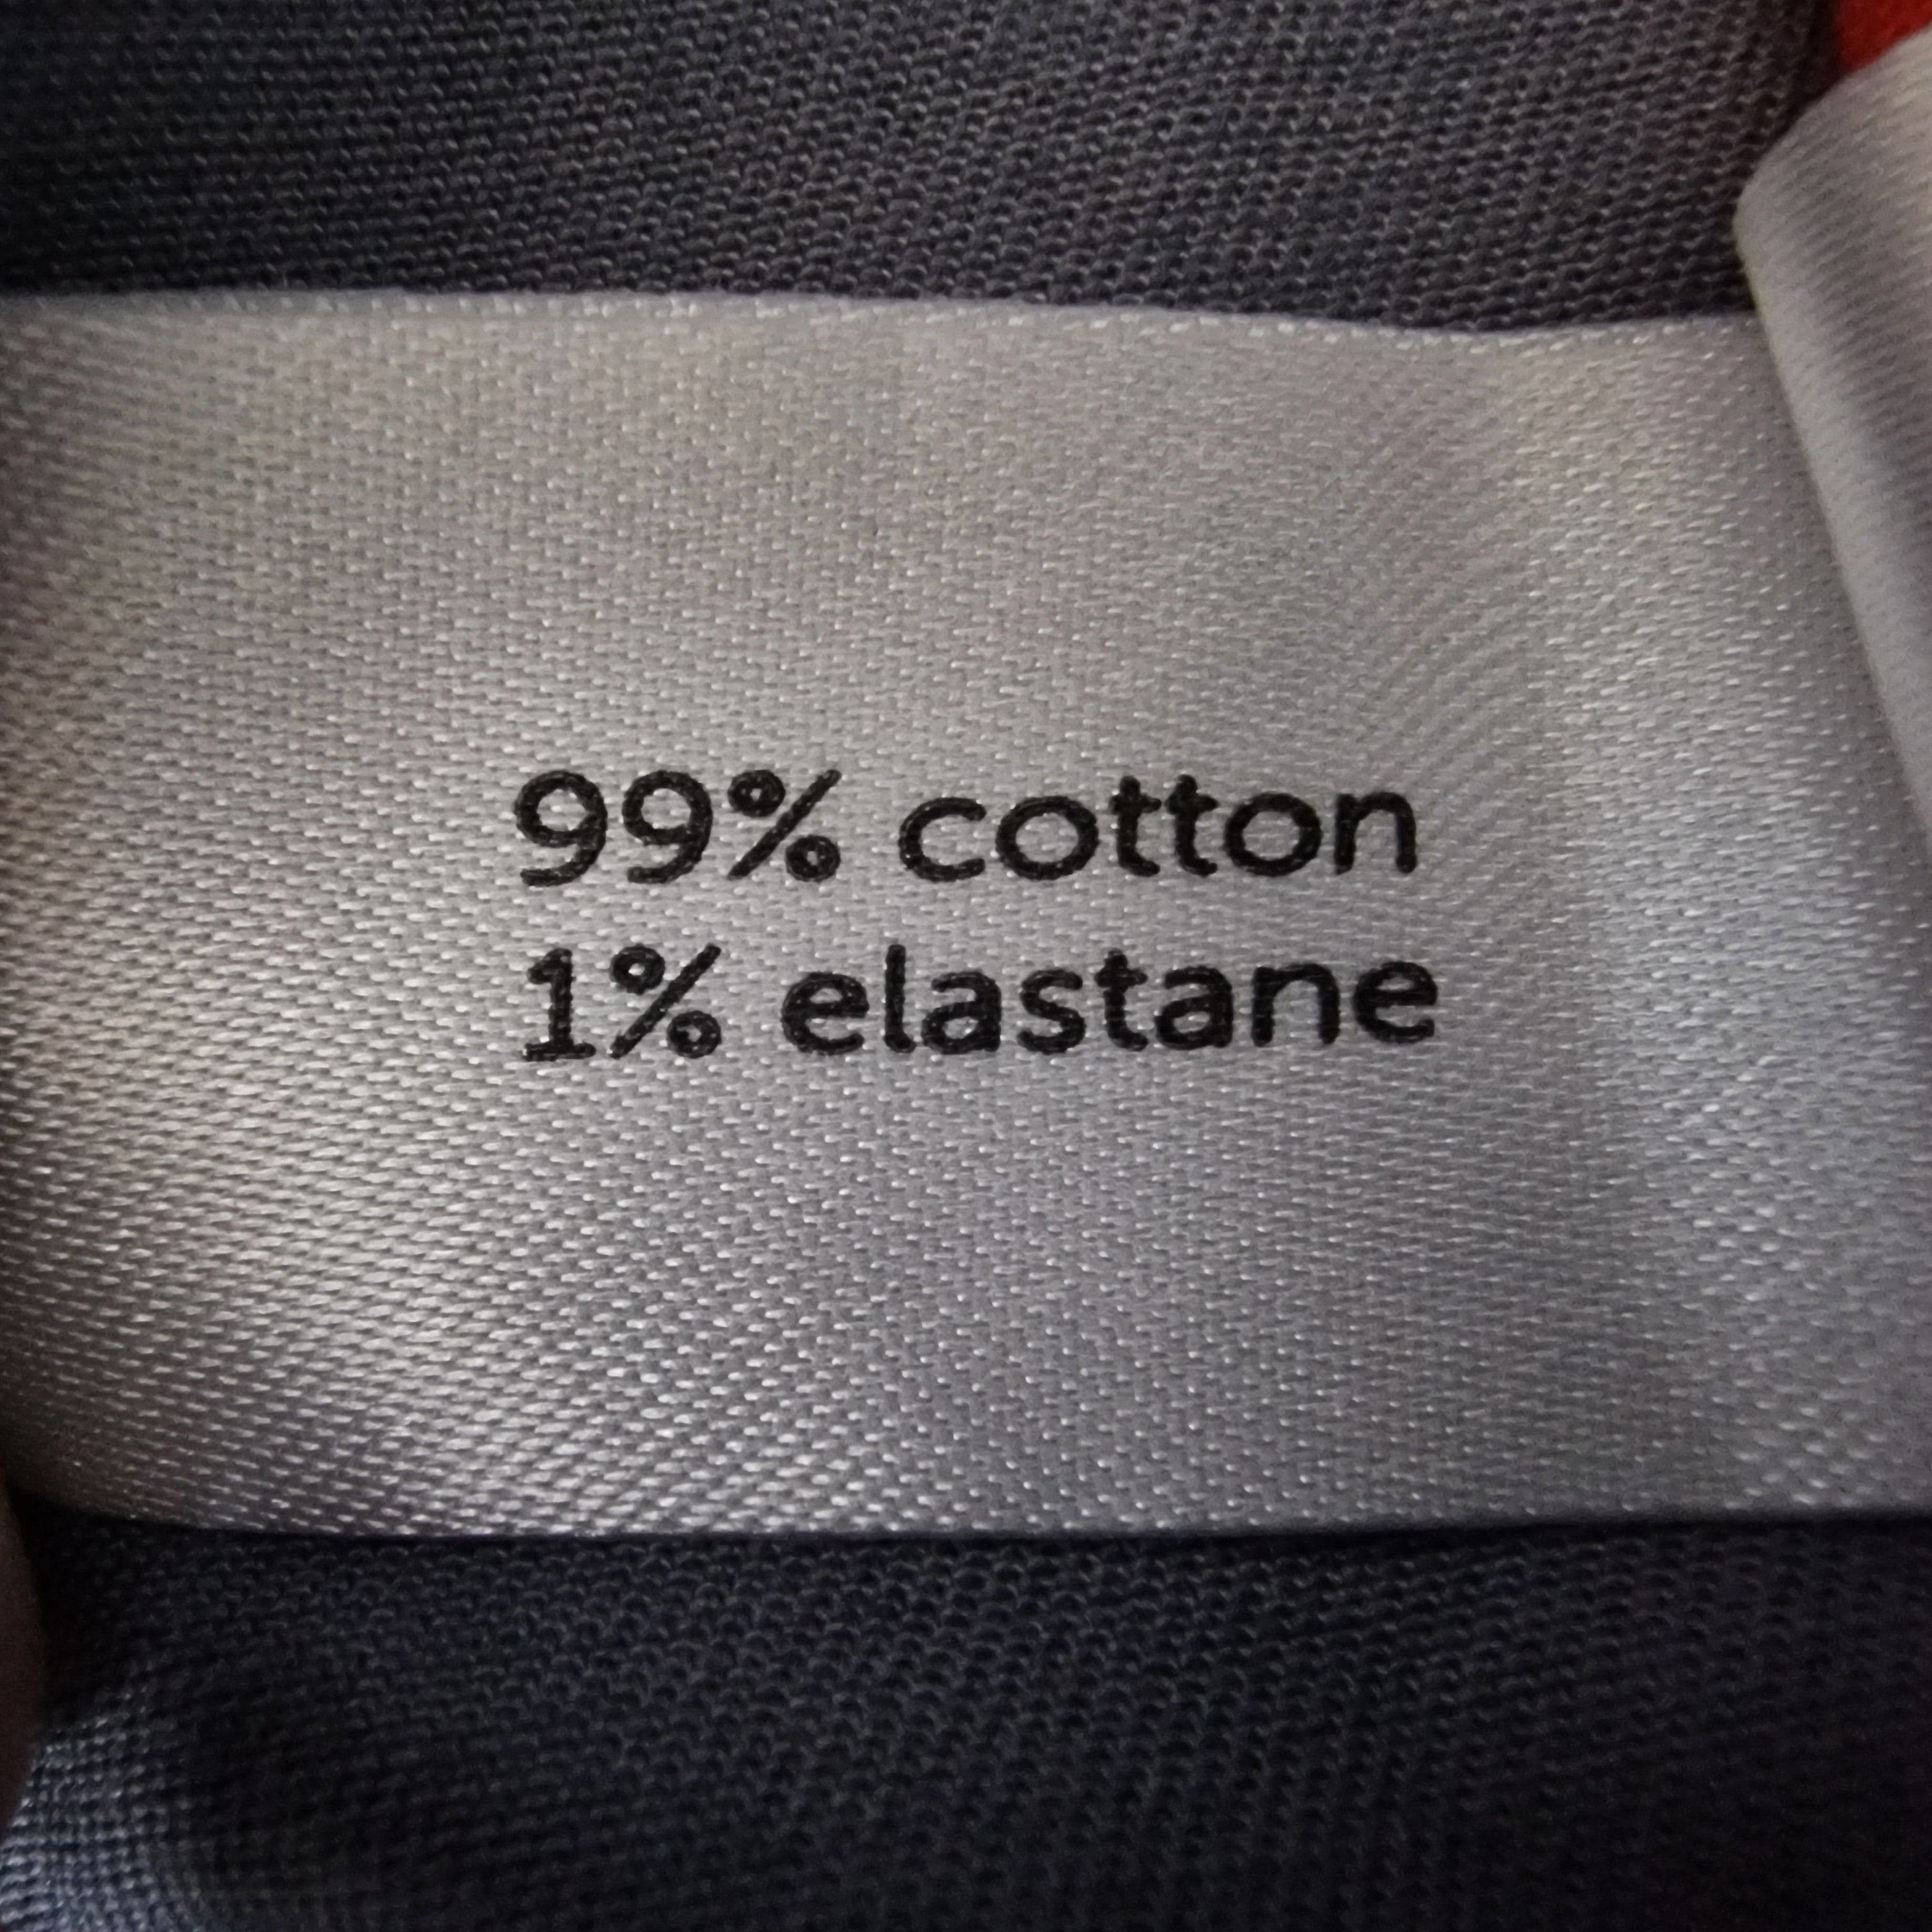 99% cotton
1% elastane